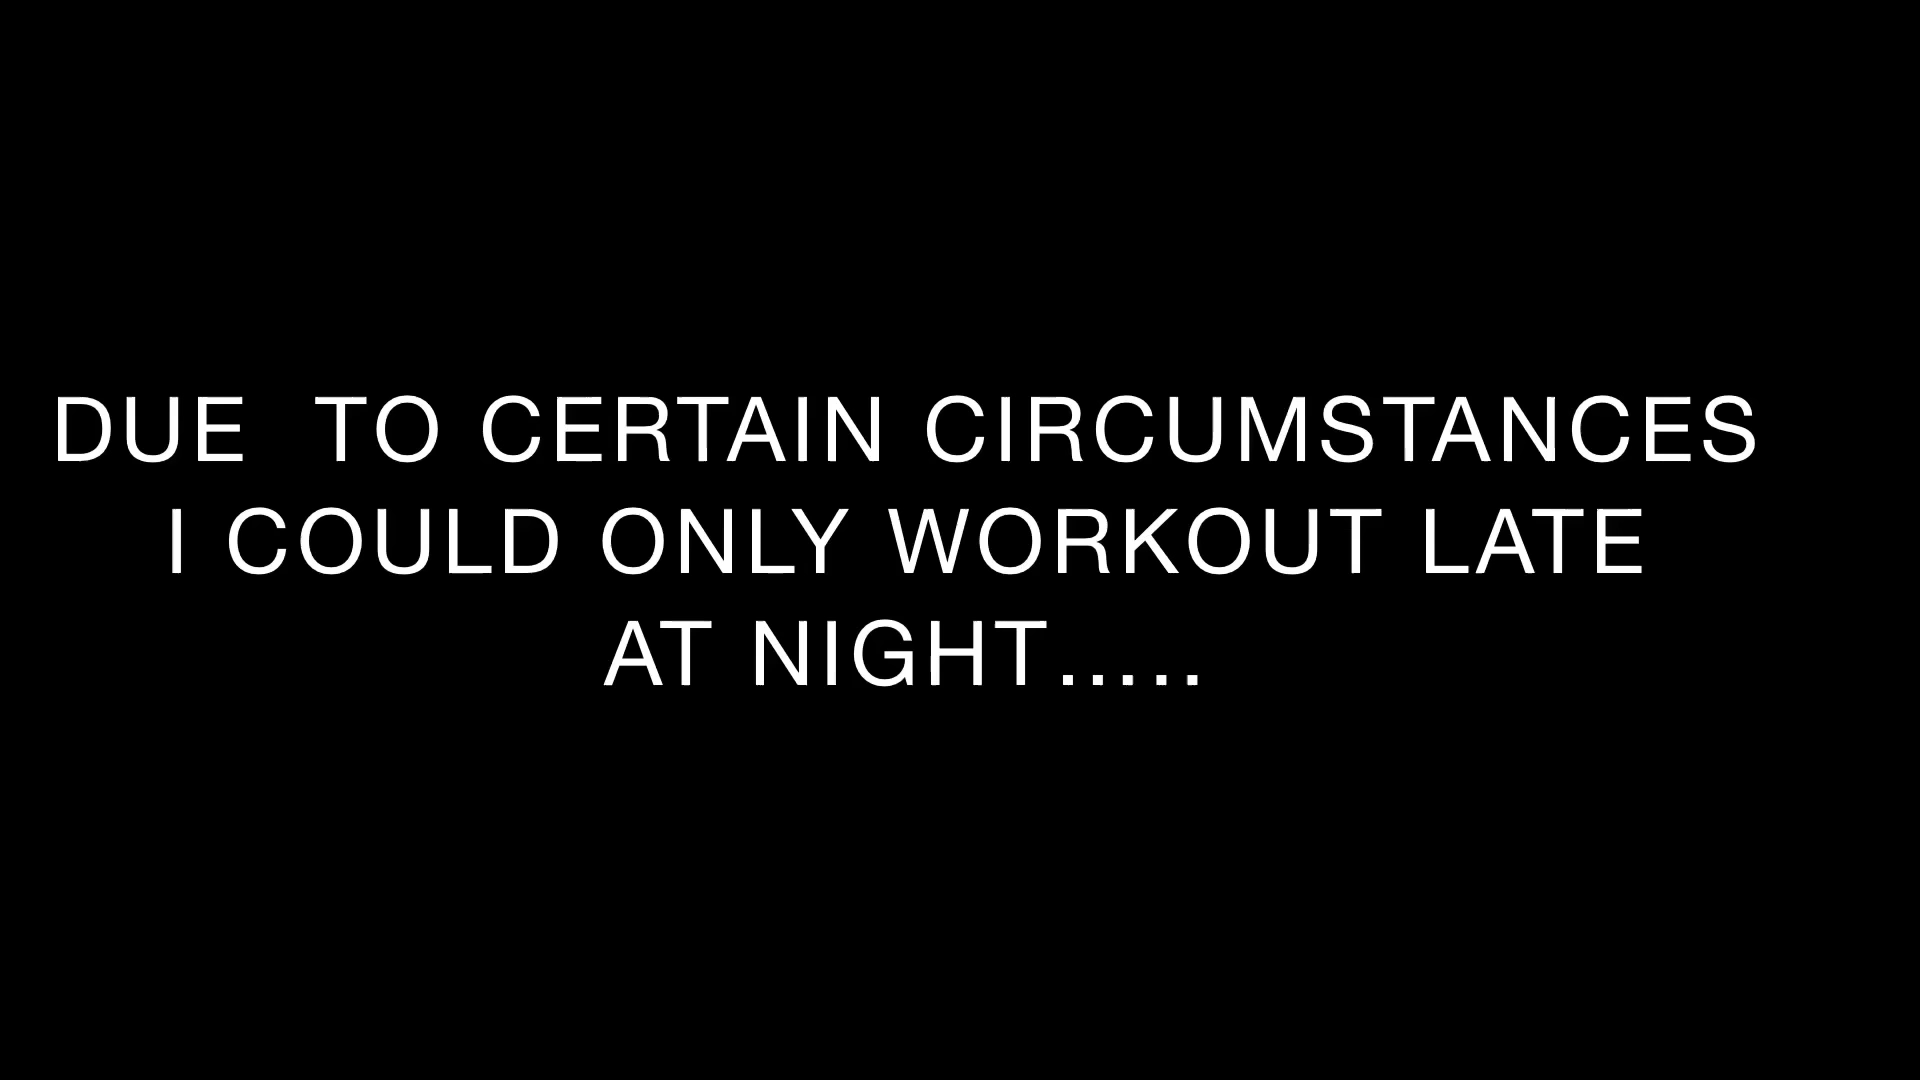 DUE  TO CERTAIN CIRCUMSTANCES
I COULD ONLY WORKOUT LATE
AT NIGHT.....